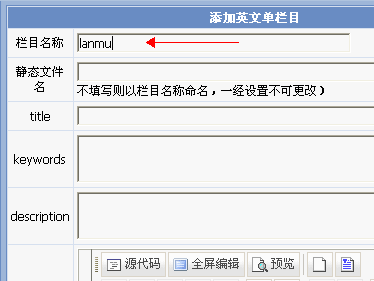 添加英文单栏目
栏目名称 lanmu
静态文件名
不填写则以栏目名称命名，一经设置不可更改）
title
keywords
description
源代码 全屏编辑 预览